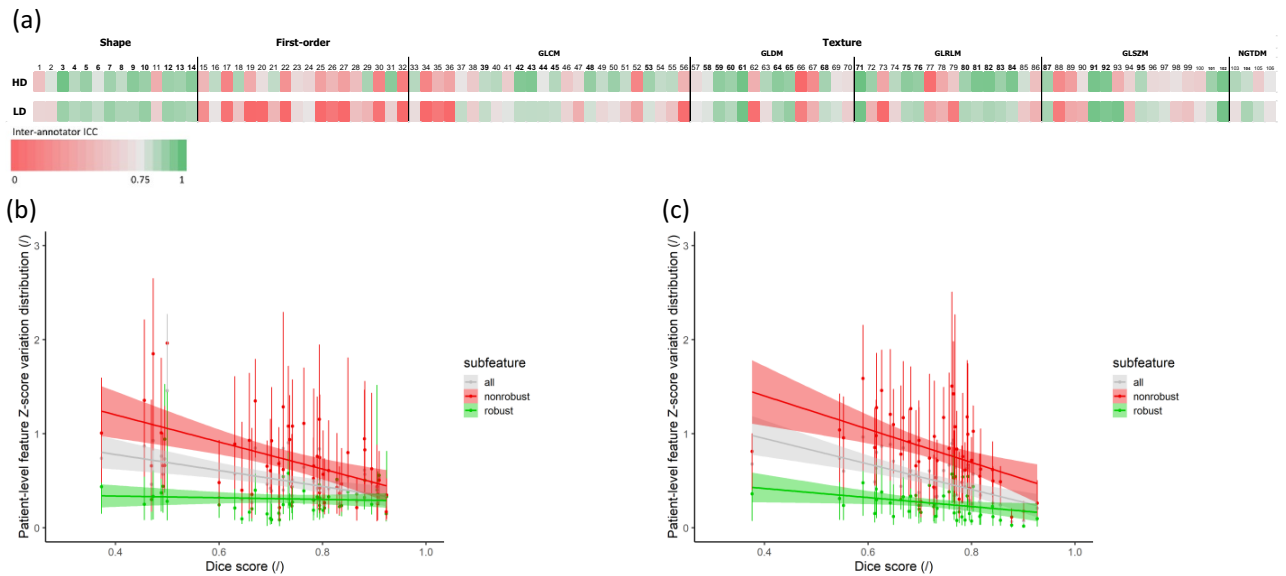 (a)
Shape First-order Texture
GLCM GLDM GLRLM GLSZM NGTDM
1 2 3 4 5 6 7 8 9 10 11 12 13 14 15 16 17 18 19 20 21 22 23 24 25 26 27 28 29 30 31 32 33 34 35 36 37 38 39 40 41 42 43 44 45 46 47 48 49 50 51 52 53 54 55 56 57 58 59 60 61 62 63 64 65 66 67 68 69 70 71 72 73 74 75 76 77 78 79 80 81 82 83 84 85 86 87 88 89 90 91 92 93 94 95 96 97 98 99 100 101 102 103 104 105 106
HD
LD
Inter-annotator ICC
0 0.75 1
(b) (c)
Patient-level feature Z-score variation distribution (/)
3
2
1
0
0.4 0.6 0.8 1.0
Dice score (/)
subfeature
all
nonrobust
robust
Patient-level feature Z-score variation distribution (/)
3
2
1
0
0.4 0.6 0.8 1.0
Dice score (/)
subfeature
all
nonrobust
robust